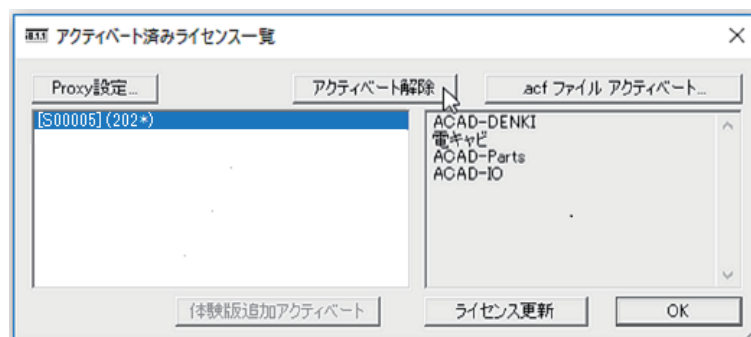 アクティベート済みライセンス一覧
Proxy設定...
アクティベート解除
.acf ファイル アクティベート...
[S00005](202*)
ACAD-DENKI
電キャビ
ACAD-Parts
ACAD-IO
体験版追加アクティベート
ライセンス更新
OK